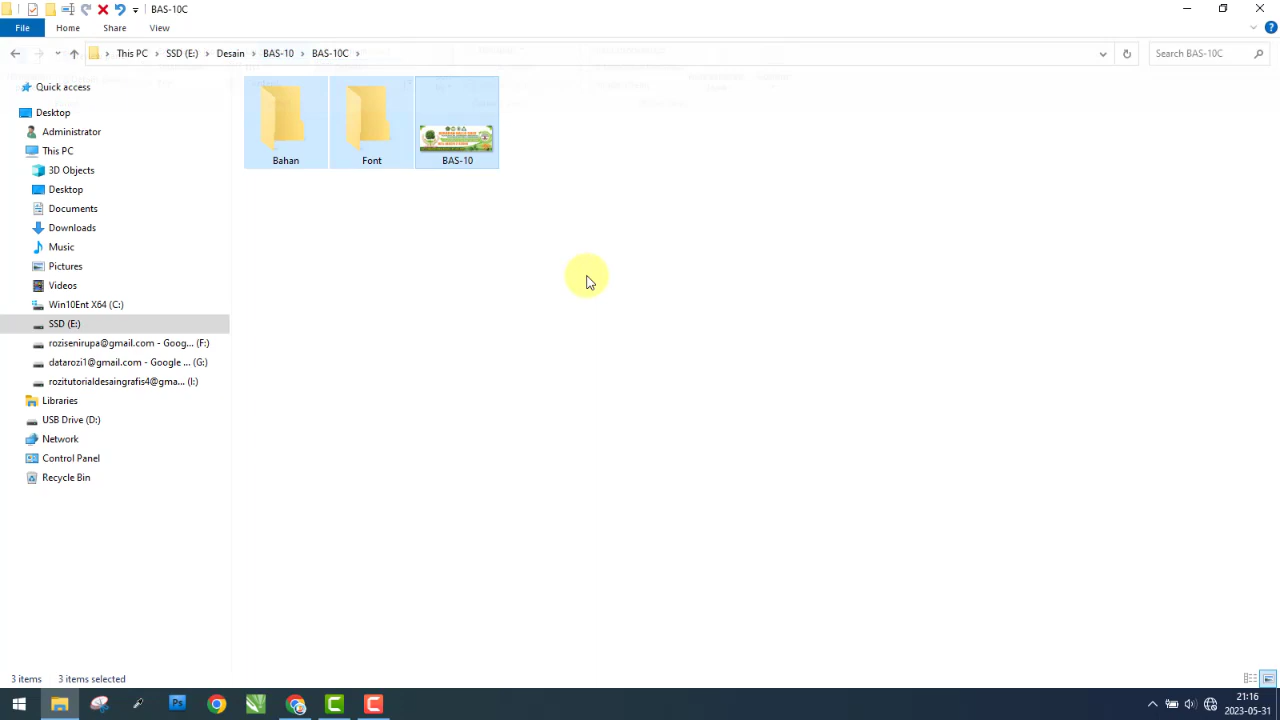 BAS-10C
File
Home
Share
View
This PC
SSD (E:)
Desain
BAS-10
BAS-10C
Search BAS-10C
Quick access
Desktop
Administrator
This PC
3D Objects
Desktop
Documents
Downloads
Music
Pictures
Videos
Win10Ent X64 (C:)
SSD (E:)
rozisenirupa@gmail.com - Goog... (F:)
datarozi1@gmail.com - Google ... (G:)
rozitutorialdesaingrafis4@gma... (I:)
Libraries
USB Drive (D:)
Network
Control Panel
Recycle Bin
Bahan
Font
BAS-10
3 items
3 items selected
Ps
21:16
2023-05-31